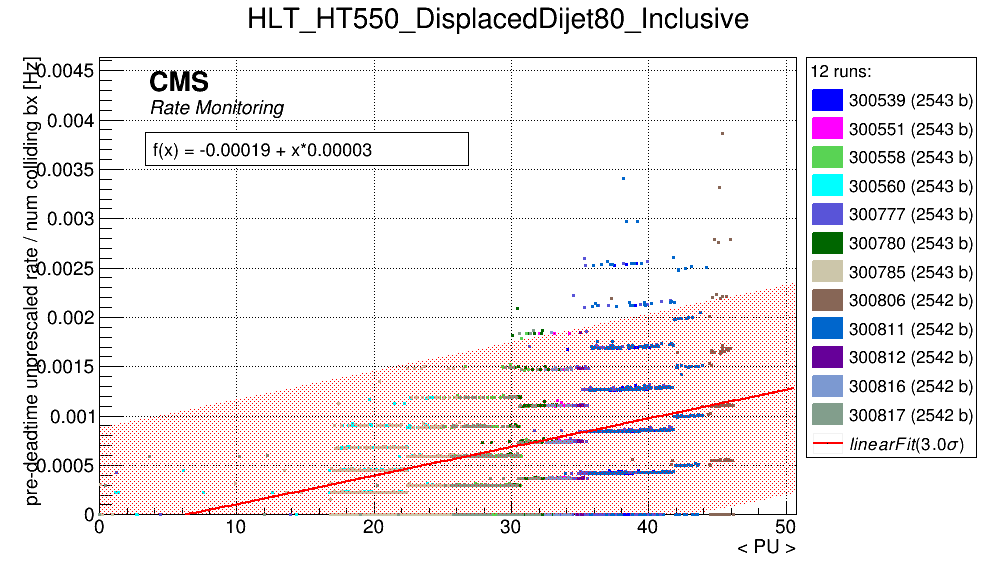 HLT_HT550_DisplacedDijet80_Inclusive
pre-deadtime unprescaled rate / num colliding bx [Hz]
0.0045
0.004
0.0035
0.003
0.0025
0.002
0.0015
0.001
0.0005
0
CMS
Rate Monitoring
f(x) = -0.00019 + x*0.00003
0 10 20 30 40 50
< PU >
12 runs:
300539 (2543 b)
300551 (2543 b)
300558 (2543 b)
300560 (2543 b)
300777 (2543 b)
300780 (2543 b)
300785 (2543 b)
300806 (2542 b)
300811 (2542 b)
300812 (2542 b)
300816 (2542 b)
300817 (2542 b)
linearFit(3.0σ)